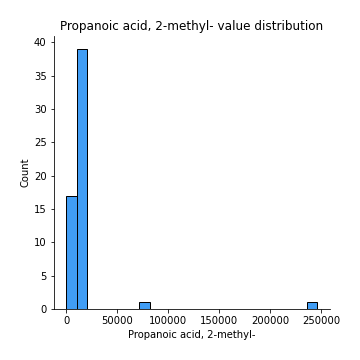 Propanoic acid, 2-methyl- value distribution
40
35
30
25
20
15
10
5
0
Count
0 50000 100000 150000 200000 250000
Propanoic acid, 2-methyl-